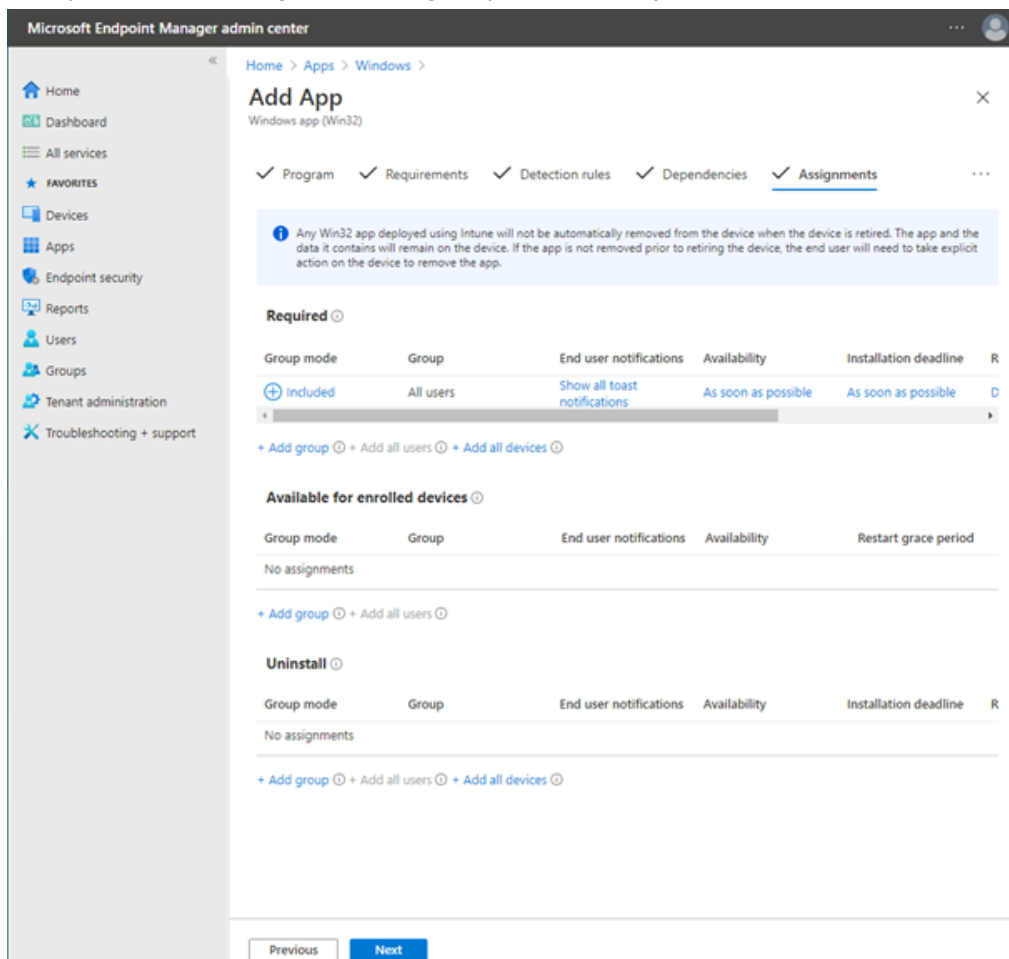 Microsoft Endpoint Manager admin center
...
«
Home
Dashboard
All services
FAVORITES
Devices
Apps
Endpoint security
Reports
Users
Groups
Tenant administration
Troubleshooting + support
Home > Apps > Windows >
Add App
Windows app (Win32)
Program Requirements Detection rules Dependencies Assignments ...
Any Win32 app deployed using Intune will not be automatically removed from the device when the device is retired. The app and the
data it contains will remain on the device. If the app is not removed prior to retiring the device, the end user will need to take explicit
action on the device to remove the app.
Required
Group mode Group End user notifications Availability Installation deadline R
Included All users Show all toast notifications As soon as possible As soon as possible D
+ Add group + Add all users + Add all devices
Available for enrolled devices
Group mode Group End user notifications Availability Restart grace period
No assignments
+ Add group + Add all users
Uninstall
Group mode Group End user notifications Availability Installation deadline R
No assignments
+ Add group + Add all users + Add all devices
Previous Next